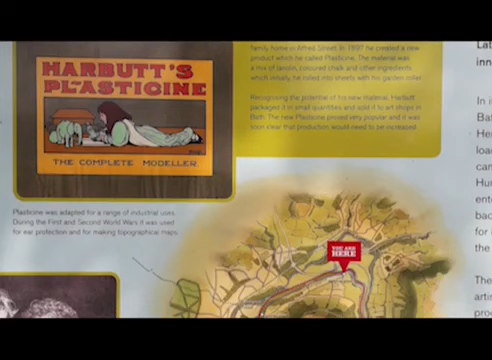 HARBUTT'S
PLASTICINE
THE COMPLETE MODELLER
family home in Alfred Street. In 1897 he created a new
product which he called Plasticine. The material was
a mix of lanolin, coloured chalk and other ingredients
which initially, he rolled into sheets with his garden roller.
Recognising the potential of his new material, Harbutt
packaged it in small quantities and sold it to art shops in
Bath. The new Plasticine proved very popular and it was
soon clear that production would need to be increased.
Plasticine was adapted for a range of industrial uses.
During the First and Second World Wars it was used
for ear protection and for making topographical maps.
YOU ARE
HERE